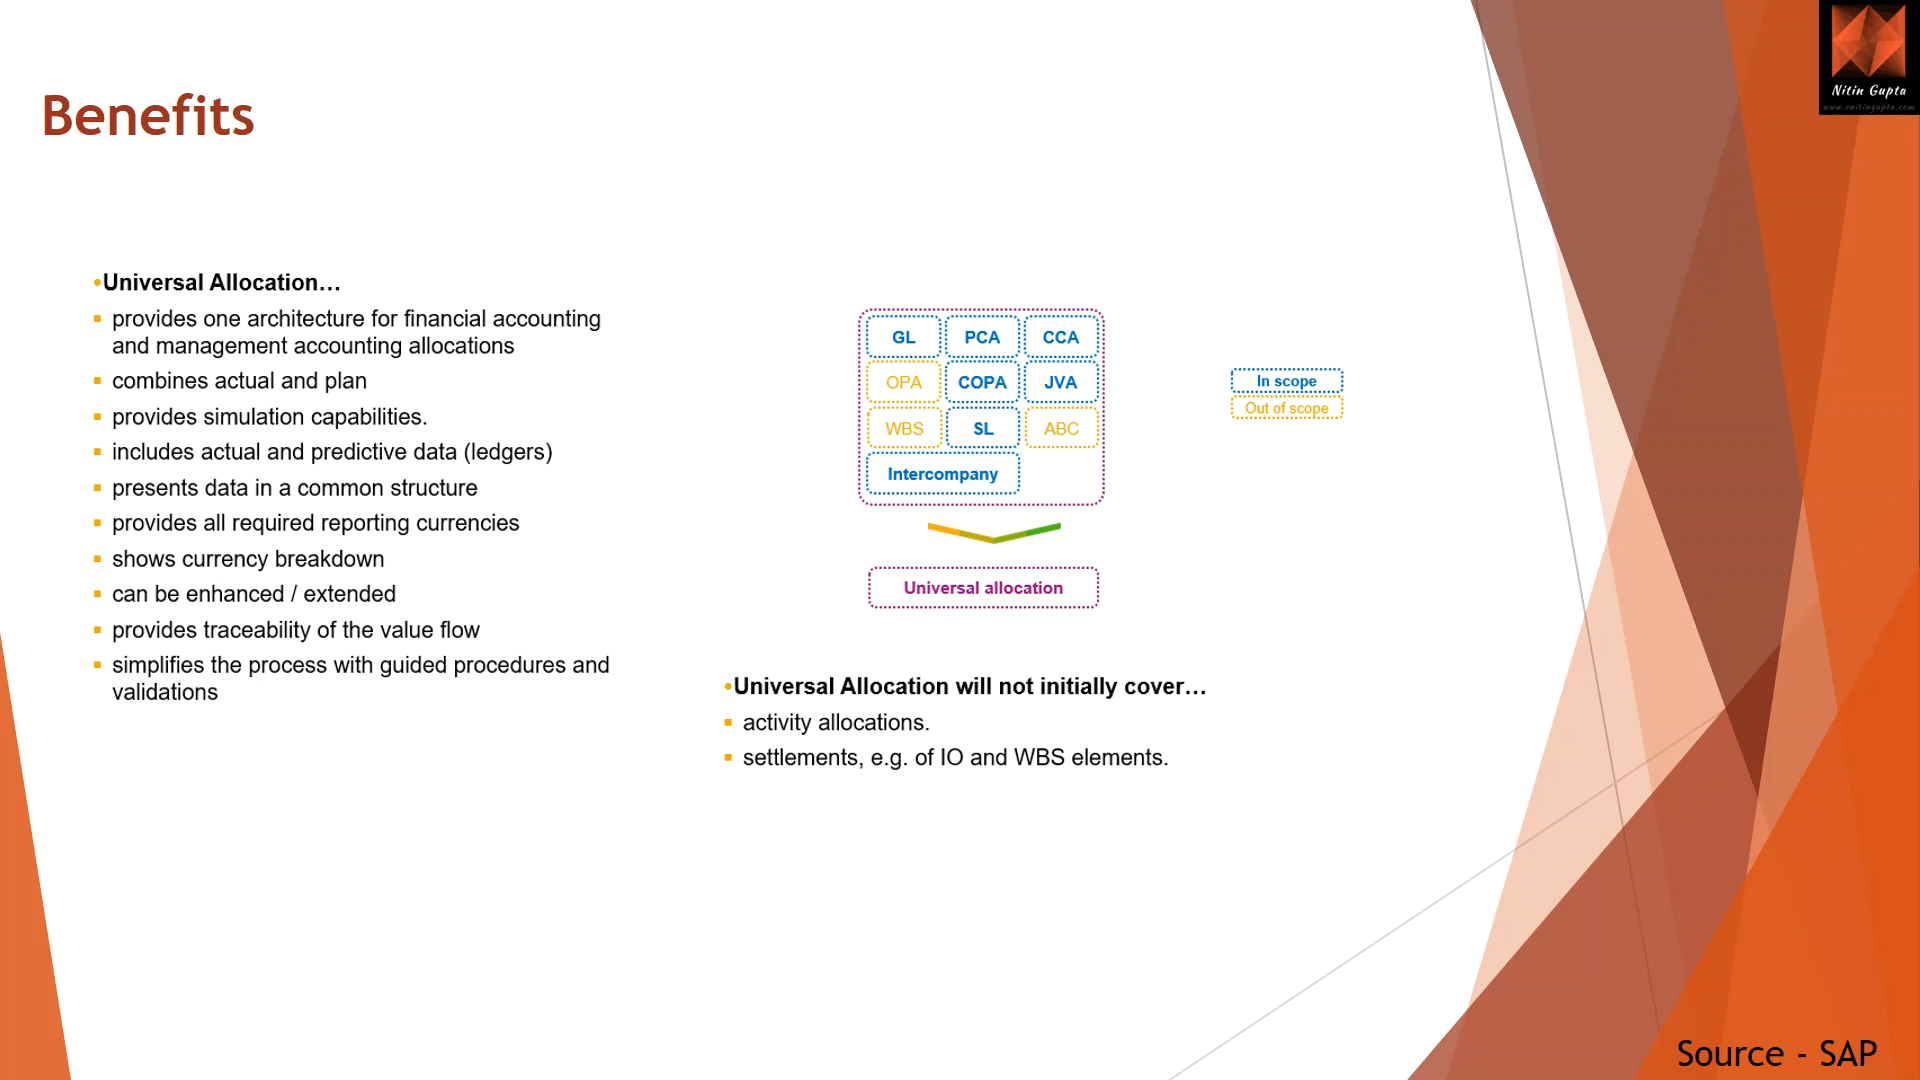 Nitin Gupta
www.rnitingupta.com
Benefits
•Universal Allocation…
▪ provides one architecture for financial accounting
and management accounting allocations
▪ combines actual and plan
▪ provides simulation capabilities.
▪ includes actual and predictive data (ledgers)
▪ presents data in a common structure
▪ provides all required reporting currencies
▪ shows currency breakdown
▪ can be enhanced / extended
▪ provides traceability of the value flow
▪ simplifies the process with guided procedures and
validations
GL PCA CCA
OPA COPA JVA
WBS SL ABC
Intercompany
Universal allocation
In scope
Out of scope
•Universal Allocation will not initially cover…
▪ activity allocations.
▪ settlements, e.g. of IO and WBS elements.
Source - SAP